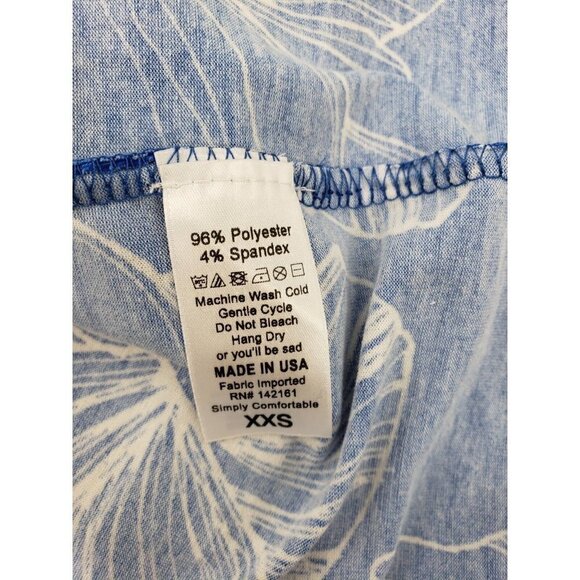 96% Polyester
4% Spandex
Machine Wash Cold
Gentle Cycle
Do Not Bleach
Hang Dry
or you'll be sad
MADE IN USA
Fabric Imported
RN# 142161
Simply Comfortable
XXS